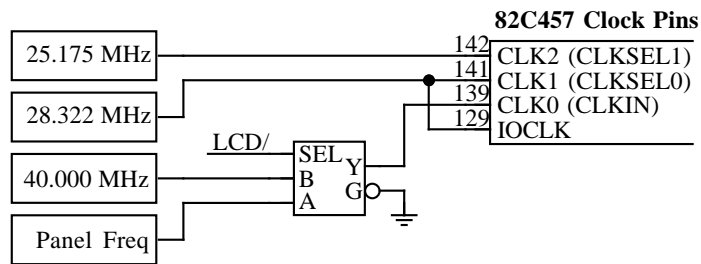 82C457 Clock Pins
25.175 MHz
142 CLK2 (CLKSEL1)
141 CLK1 (CLKSEL0)
28.322 MHz
139 CLK0 (CLKIN)
129 IOCLK
LCD/
SEL
Y
40.000 MHz
B
G
A
Panel Freq